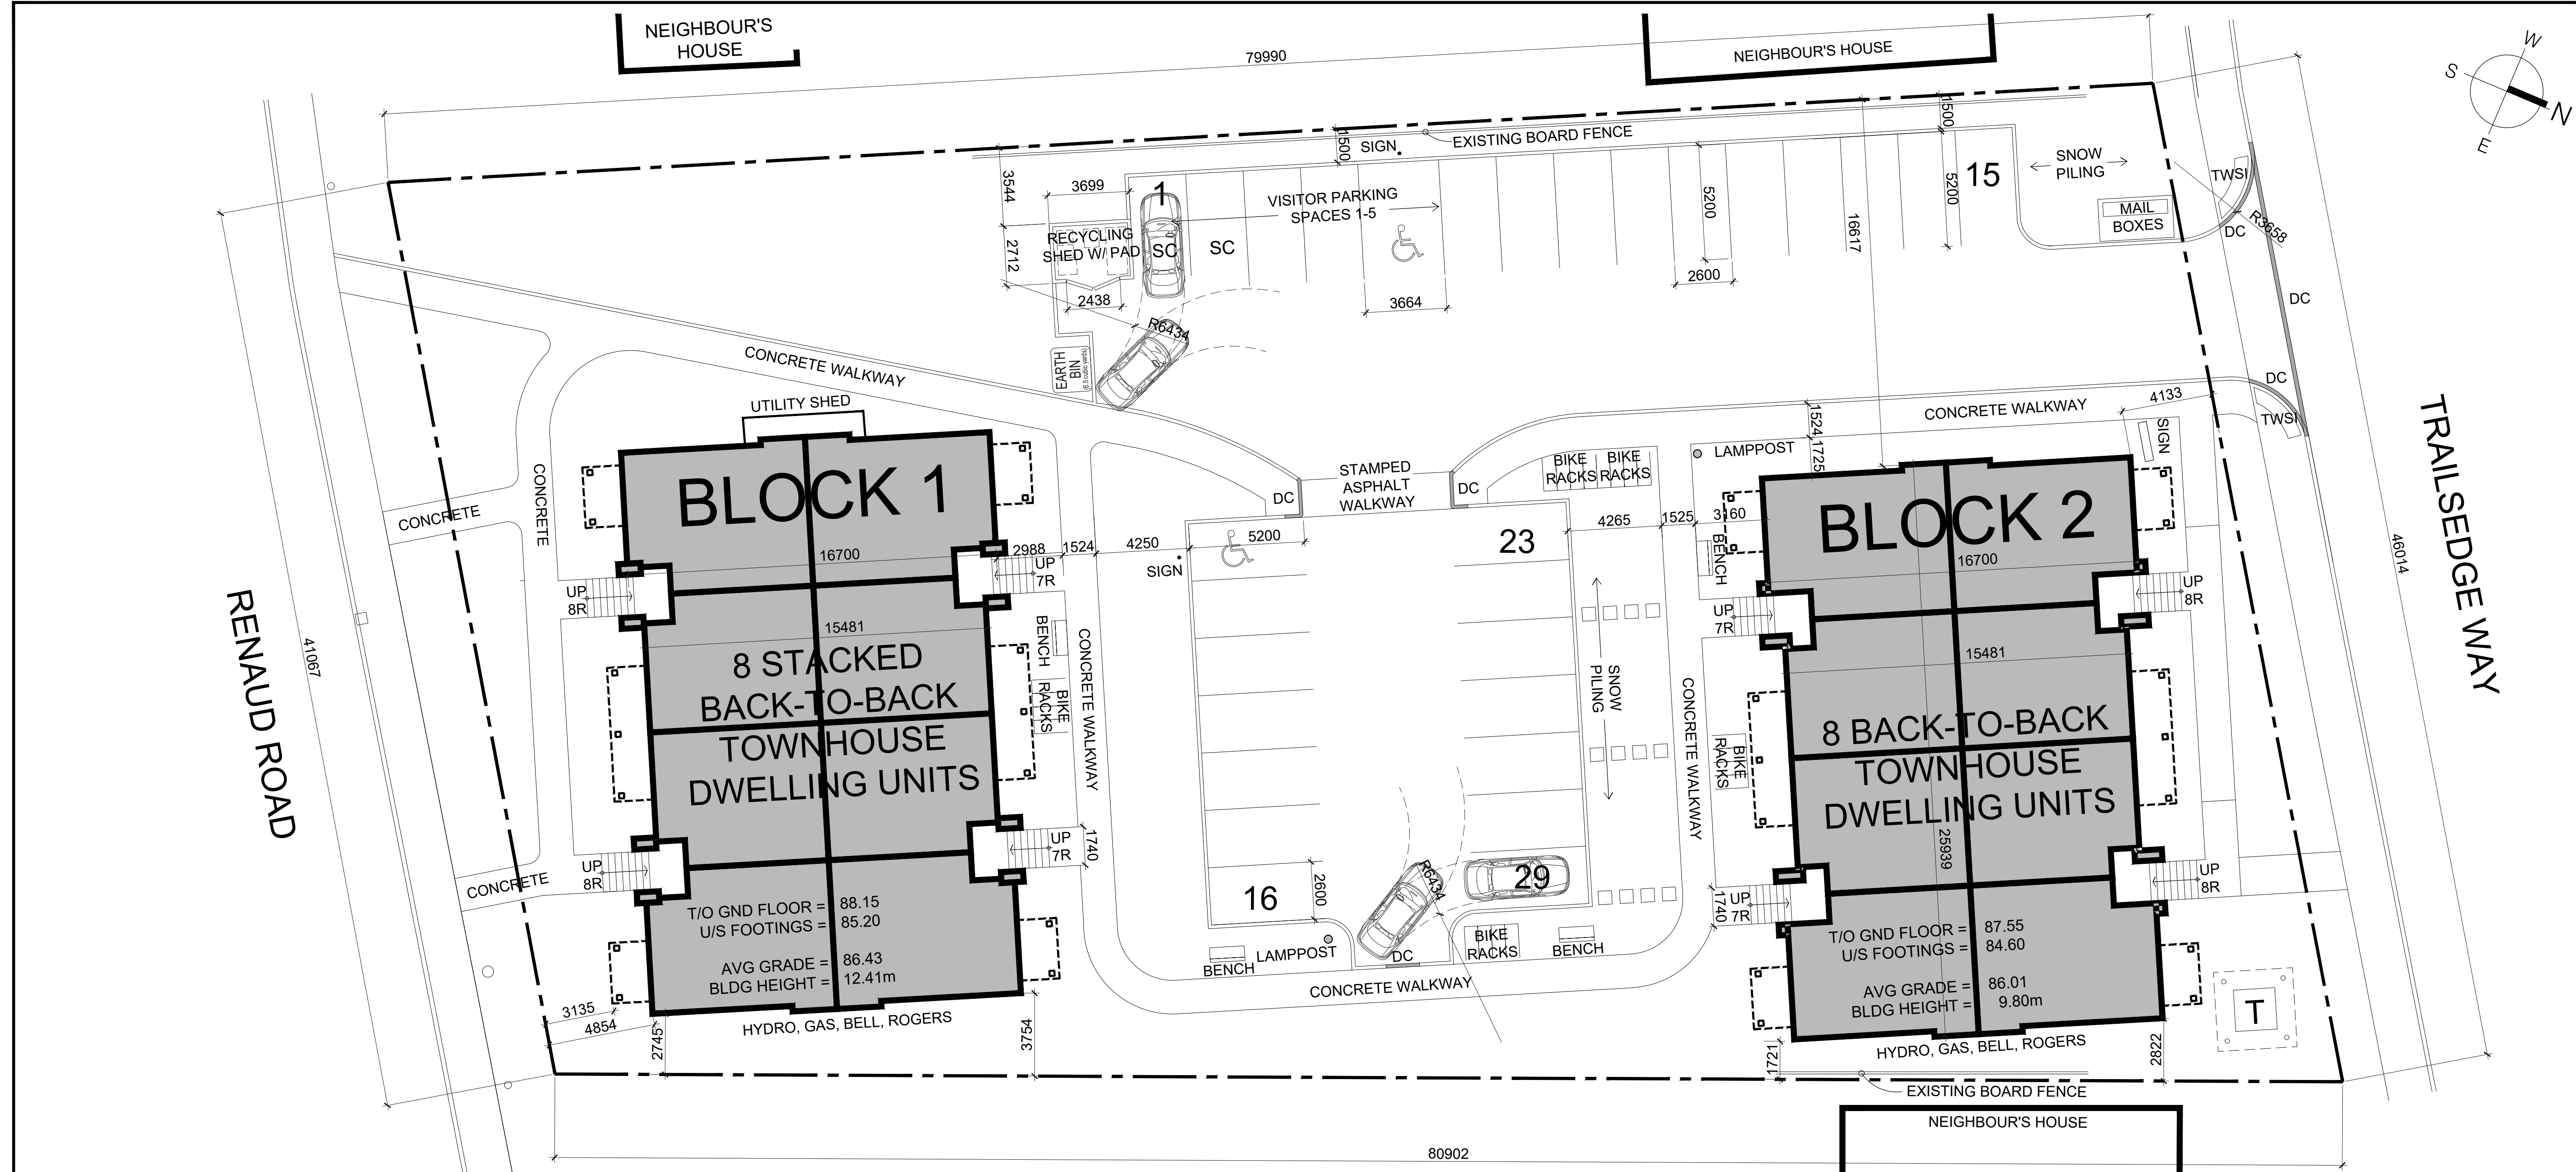 NEIGHBOUR'S
HOUSE
79990
NEIGHBOUR'S HOUSE
W
S
N
E
1500
1500
EXISTING BOARD FENCE
SIGN
3544
3699
1
VISITOR PARKING
SPACES 1-5
5200
16617
5200
15
SNOW
PILING
TWSI
MAIL
BOXES
R3658
DC
DC
RECYCLING
SHED W/ PAD
SC
SC
2712
2438
3664
2600
R6434
EARTH
BIN
(6.5 cubic yards)
CONCRETE WALKWAY
UTILITY SHED
DC
TWSI
4133
CONCRETE WALKWAY
SIGN
1524
1725
LAMPPOST
BIKE
RACKS
BIKE
RACKS
STAMPED
ASPHALT
WALKWAY
DC
DC
CONCRETE
CONCRETE
BLOCK 1
16700
2988
1524
4250
5200
SIGN
23
4265
1525
3160
BENCH
BLOCK 2
16700
TRAILSEDGE WAY
46014
RENAUD ROAD
41067
UP
8R
UP
7R
15481
8 STACKED
BACK-TO-BACK
TOWNHOUSE
DWELLING UNITS
BENCH
BIKE
RACKS
CONCRETE WALKWAY
SNOW
PILING
CONCRETE WALKWAY
UP
7R
UP
8R
15481
8 BACK-TO-BACK
TOWNHOUSE
DWELLING UNITS
25939
BIKE
RACKS
CONCRETE
UP
8R
UP
7R
1740
16
2600
R6434
29
1740
UP
7R
UP
8R
T/O GND FLOOR = 88.15
U/S FOOTINGS = 85.20
AVG GRADE = 86.43
BLDG HEIGHT = 12.41m
T/O GND FLOOR = 87.55
U/S FOOTINGS = 84.60
AVG GRADE = 86.01
BLDG HEIGHT = 9.80m
BENCH
LAMPPOST
DC
BIKE
RACKS
BENCH
CONCRETE WALKWAY
3135
4854
2745
HYDRO, GAS, BELL, ROGERS
3754
1721
HYDRO, GAS, BELL, ROGERS
2822
T
EXISTING BOARD FENCE
NEIGHBOUR'S HOUSE
80902